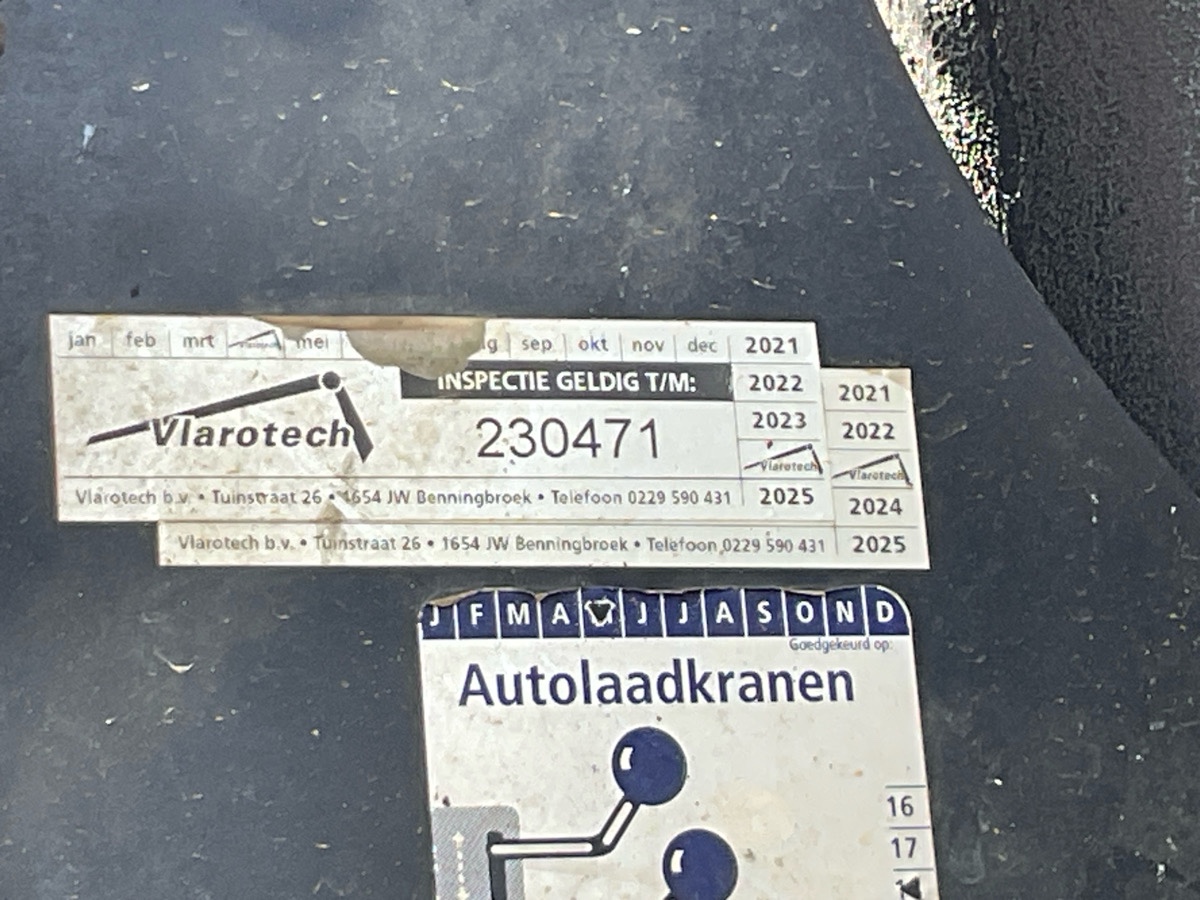 jan feb mrt Vlarotech mei sep okt nov dec 2021
INSPECTIE GELDIG T/M: 2022
2021
Vlarotech
230471
2023
2022
Vlarotech
Vlarotech
Vlarotech b.v. • Tuinstraat 26 • 1654 JW Benningbroek • Telefoon 0229 590 431 2025
2024
Vlarotech b.v. • Tuinstraat 26 • 1654 JW Benningbroek • Telefoon 0229 590 431 2025
J F M A J J A S O N D
Goedgekeurd op:
Autolaadkranen
16
17